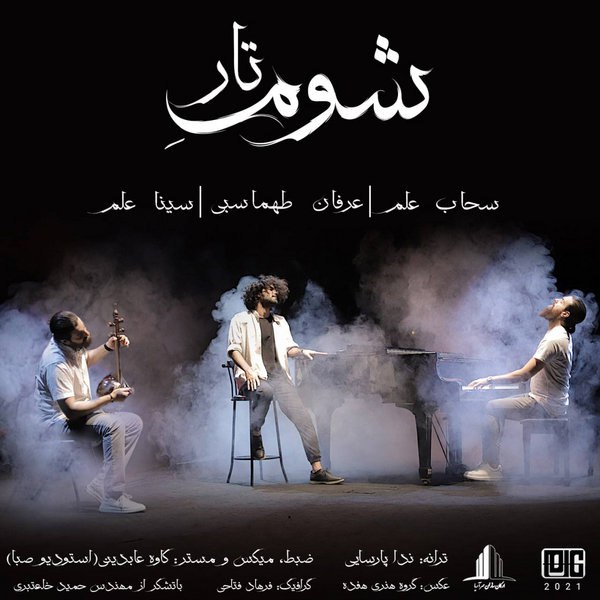 شومِ تار
سحاب علم | عرفان طهماسبی | سینا علم
ترانه: ندا پارسایی    ضبط، میکس و مستر: کاوه عابدین (استودیو صبا)
عکس: گروه هنری هفده    گرافیک: فرهاد فتاحی    باتشکر از مهندس حمید خلعتبری
2021